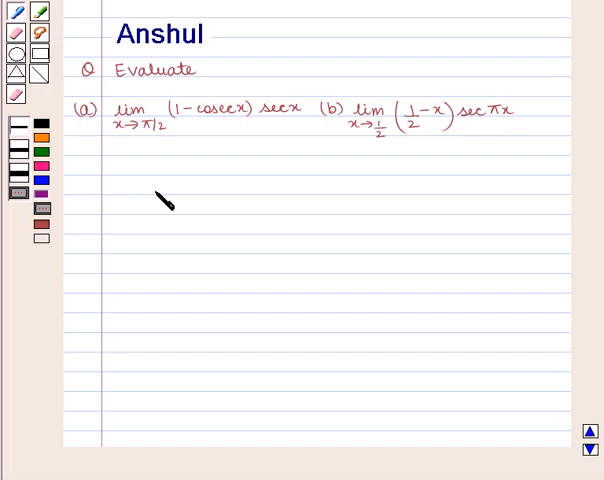 Anshul
Q Evaluate
(a) lim x→π/2 (1 - cosec x) sec x (b) lim x→1/2 (1/2 - x) sec πx